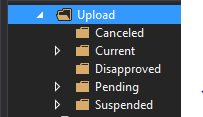 Upload
Canceled
Current
Disapproved
Pending
Suspended